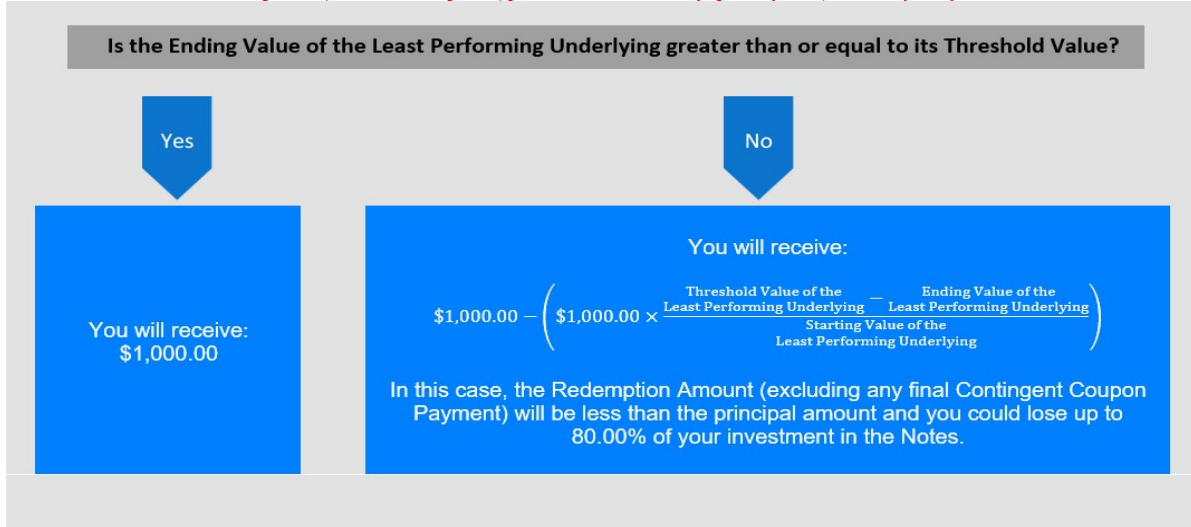 Is the Ending Value of the Least Performing Underlying greater than or equal to its Threshold Value?
Yes
No
You will receive:
$1,000.00
You will receive:
$1,000.00 − ( $1,000.00 × (Threshold Value of the Least Performing Underlying − Ending Value of the Least Performing Underlying) / Starting Value of the Least Performing Underlying )
In this case, the Redemption Amount (excluding any final Contingent Coupon
Payment) will be less than the principal amount and you could lose up to
80.00% of your investment in the Notes.